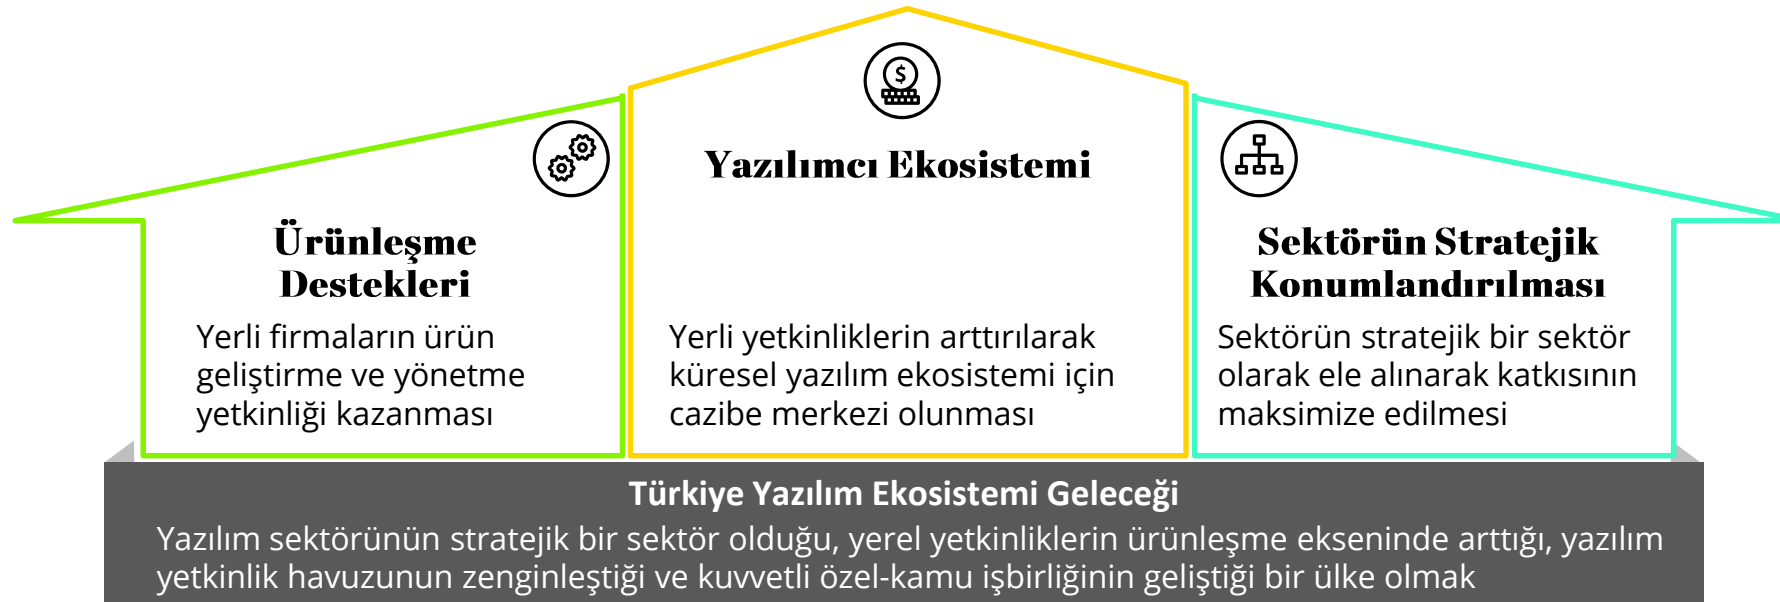 $
Yazılımcı Ekosistemi
Ürünleşme
Destekleri
Yerli firmaların ürün
geliştirme ve yönetme
yetkinliği kazanması
Yerli yetkinliklerin arttırılarak
küresel yazılım ekosistemi için
cazibe merkezi olunması
Sektörün Stratejik
Konumlandırılması
Sektörün stratejik bir sektör
olarak ele alınarak katkısının
maksimize edilmesi
Türkiye Yazılım Ekosistemi Geleceği
Yazılım sektörünün stratejik bir sektör olduğu, yerel yetkinliklerin ürünleşme ekseninde arttığı, yazılım
yetkinlik havuzunun zenginleştiği ve kuvvetli özel-kamu işbirliğinin geliştiği bir ülke olmak